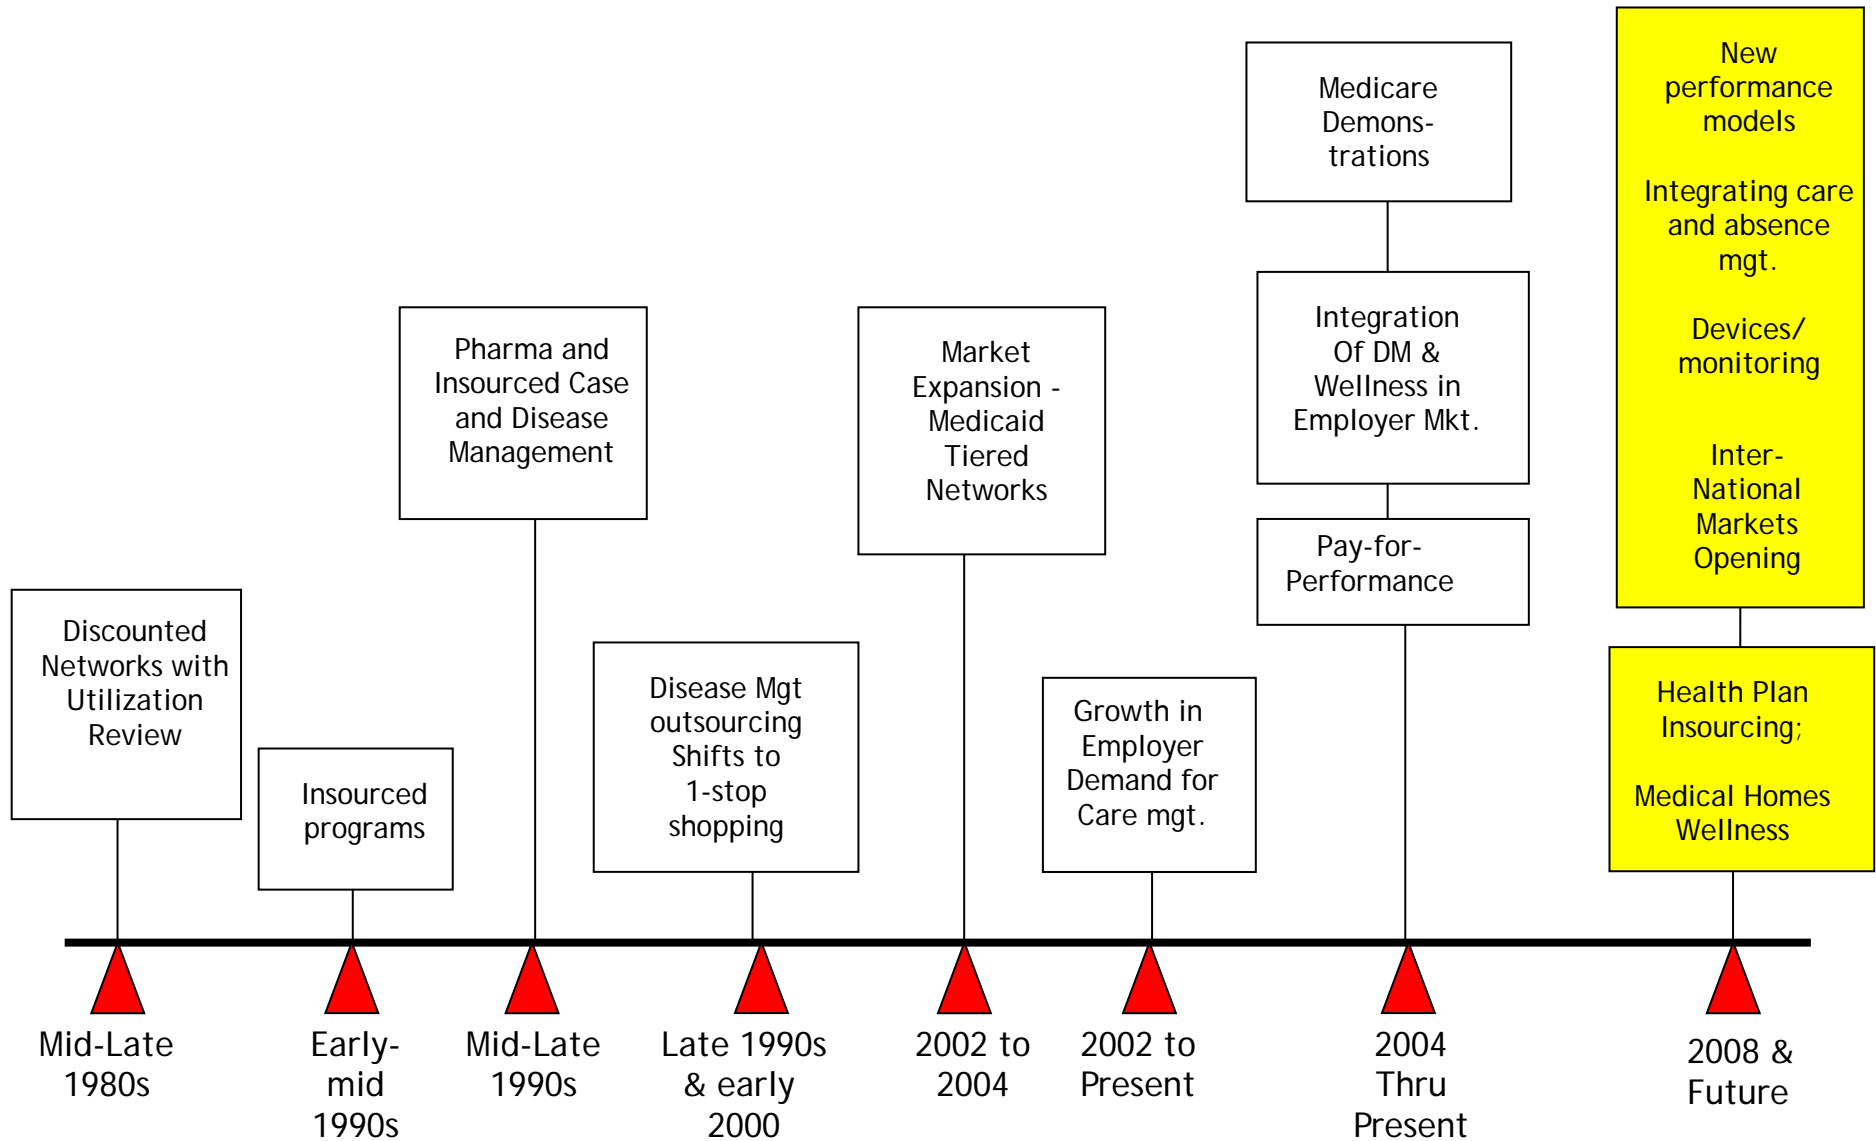 Discounted
Networks with
Utilization
Review
Insourced
programs
Pharma and
Insourced Case
and Disease
Management
Disease Mgt
outsourcing
Shifts to
1-stop
shopping
Market
Expansion -
Medicaid
Tiered
Networks
Growth in
Employer
Demand for
Care mgt.
Medicare
Demons-
trations
Integration
Of DM &
Wellness in
Employer Mkt.
Pay-for-
Performance
New
performance
models
Integrating care
and absence
mgt.
Devices/
monitoring
Inter-
National
Markets
Opening
Health Plan
Insourcing;
Medical Homes
Wellness
Mid-Late
1980s
Early-
mid
1990s
Mid-Late
1990s
Late 1990s
& early
2000
2002 to
2004
2002 to
Present
2004
Thru
Present
2008 &
Future